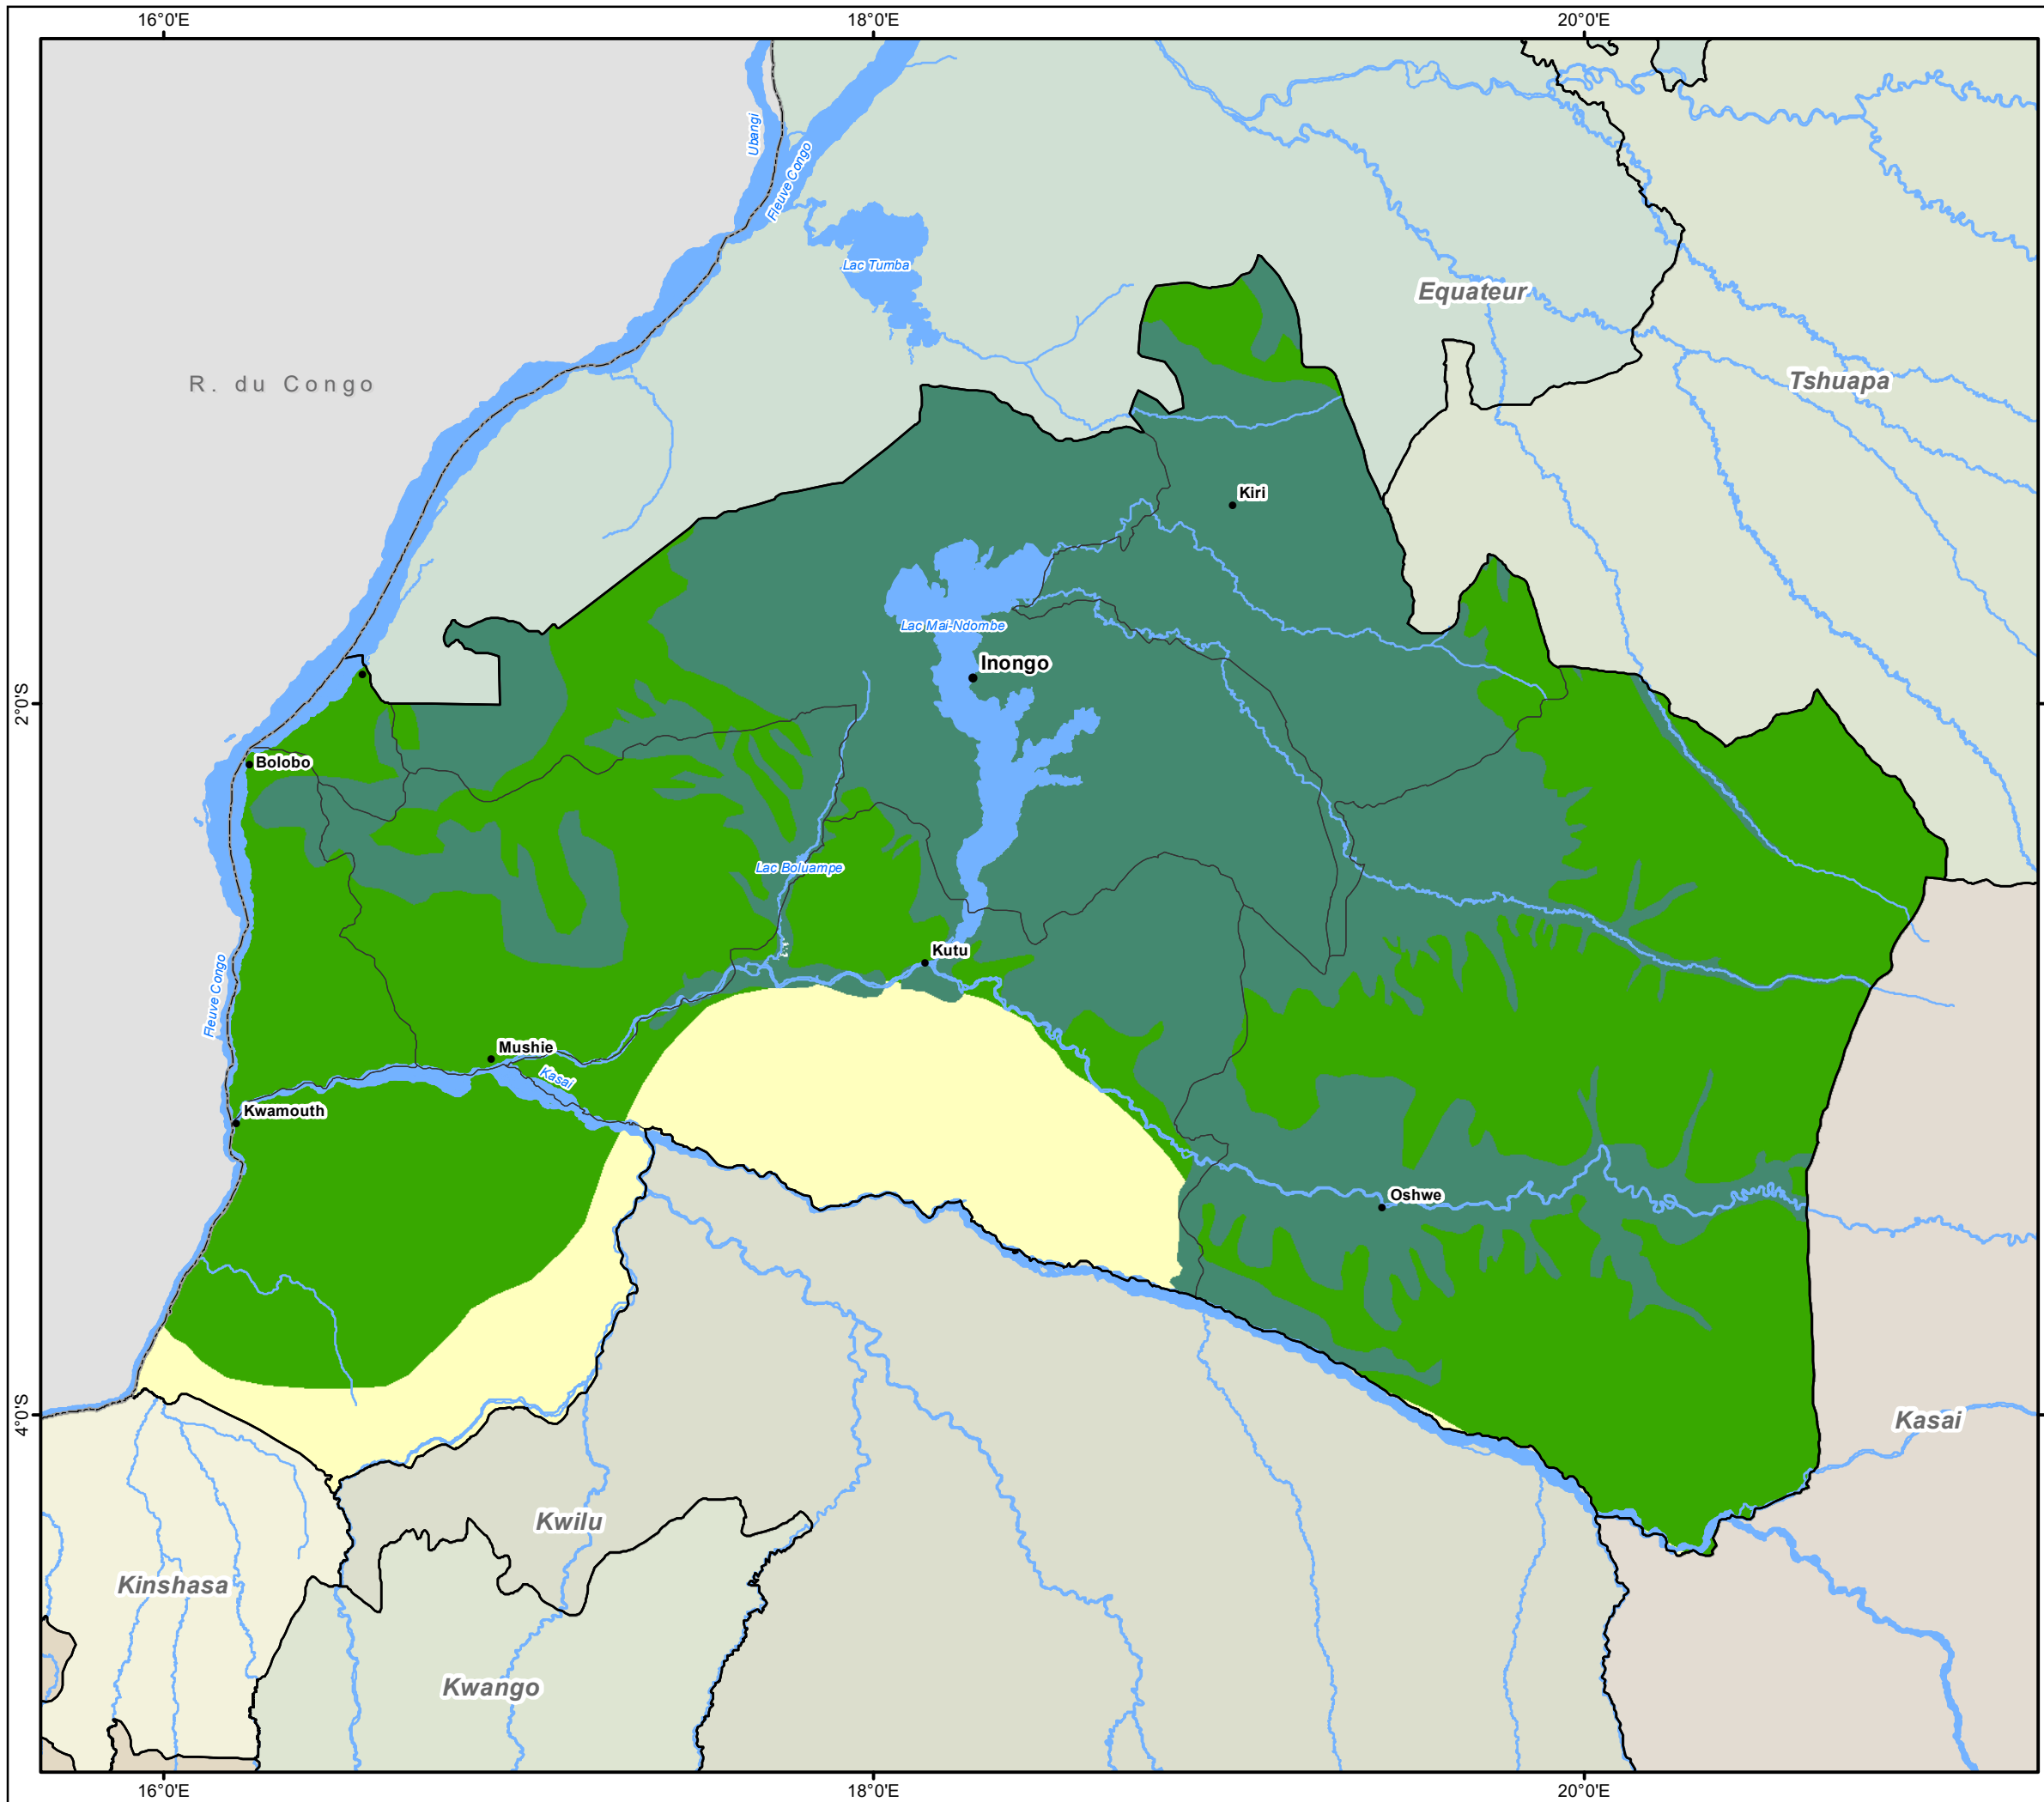 16°0'E 18°0'E 20°0'E
Ubangi
Fleuve Congo
Lac Tumba
Equateur
R. du Congo
Tshuapa
Kiri
Lac Mai-Ndombe
Inongo
2°0'S
Bolobo
Lac Boluampe
Kutu
Fleuve Congo
Mushie
Kasai
Kwamouth
Oshwe
4°0'S
Kasai
Kwilu
Kinshasa
Kwango
16°0'E 18°0'E 20°0'E